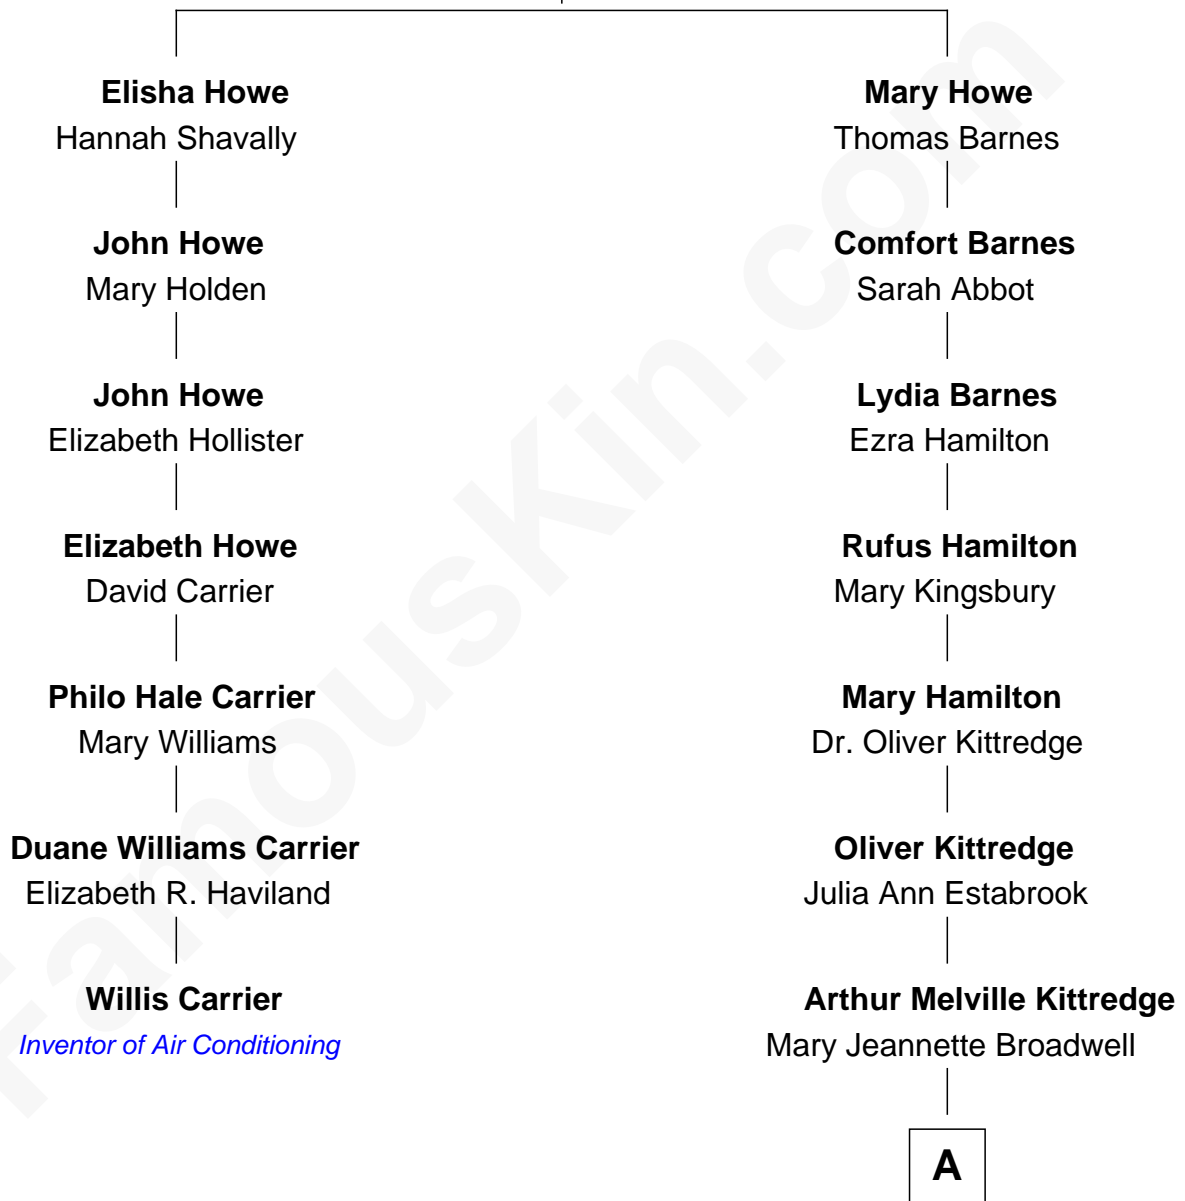 Elisha Howe
Hannah Shavally
John Howe
Mary Holden
John Howe
Elizabeth Hollister
Elizabeth Howe
David Carrier
Philo Hale Carrier
Mary Williams
Duane Williams Carrier
Elizabeth R. Haviland
Willis Carrier
Inventor of Air Conditioning
Mary Howe
Thomas Barnes
Comfort Barnes
Sarah Abbot
Lydia Barnes
Ezra Hamilton
Rufus Hamilton
Mary Kingsbury
Mary Hamilton
Dr. Oliver Kittredge
Oliver Kittredge
Julia Ann Estabrook
Arthur Melville Kittredge
Mary Jeannette Broadwell
A
FamousKin.com